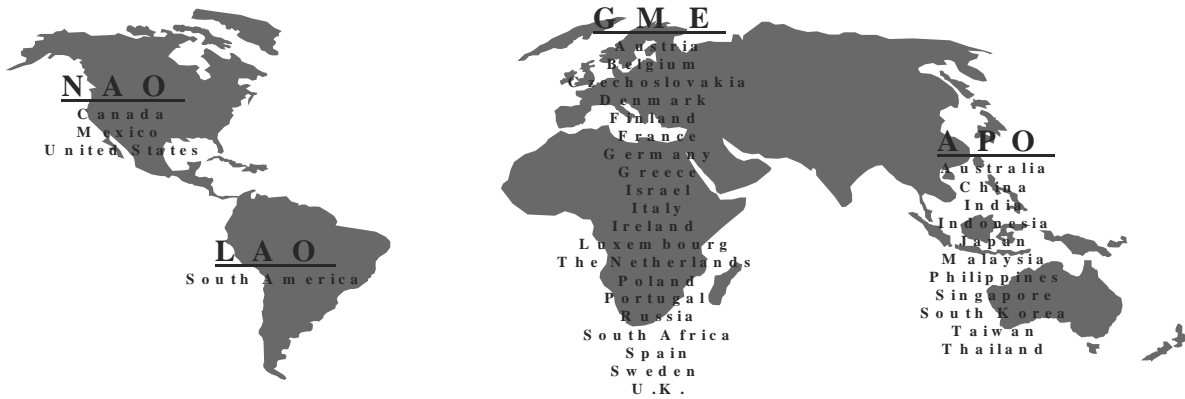 NAO
Canada
Mexico
United States
LAO
South America
GME
Austria
Belgium
Czechoslovakia
Denmark
Finland
France
Germany
Greece
Israel
Italy
Ireland
Luxembourg
The Netherlands
Poland
Portugal
Russia
South Africa
Spain
Sweden
U.K.
APO
Australia
China
India
Indonesia
Japan
Malaysia
Philippines
Singapore
South Korea
Taiwan
Thailand